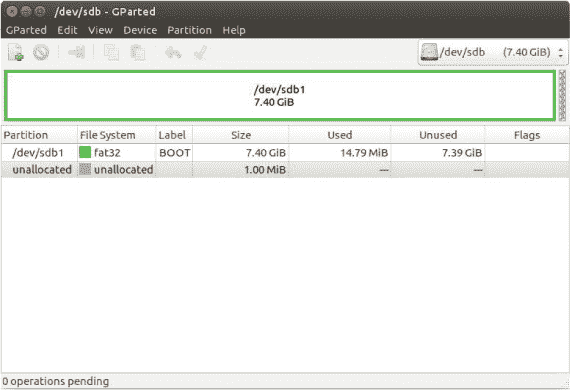 /dev/sdb - GParted
GParted Edit View Device Partition Help
/dev/sdb (7.40 GiB)
/dev/sdb1
7.40 GiB
Partition File System Label Size Used Unused Flags
/dev/sdb1 fat32 BOOT 7.40 GiB 14.79 MiB 7.39 GiB
unallocated unallocated 1.00 MiB — —
0 operations pending